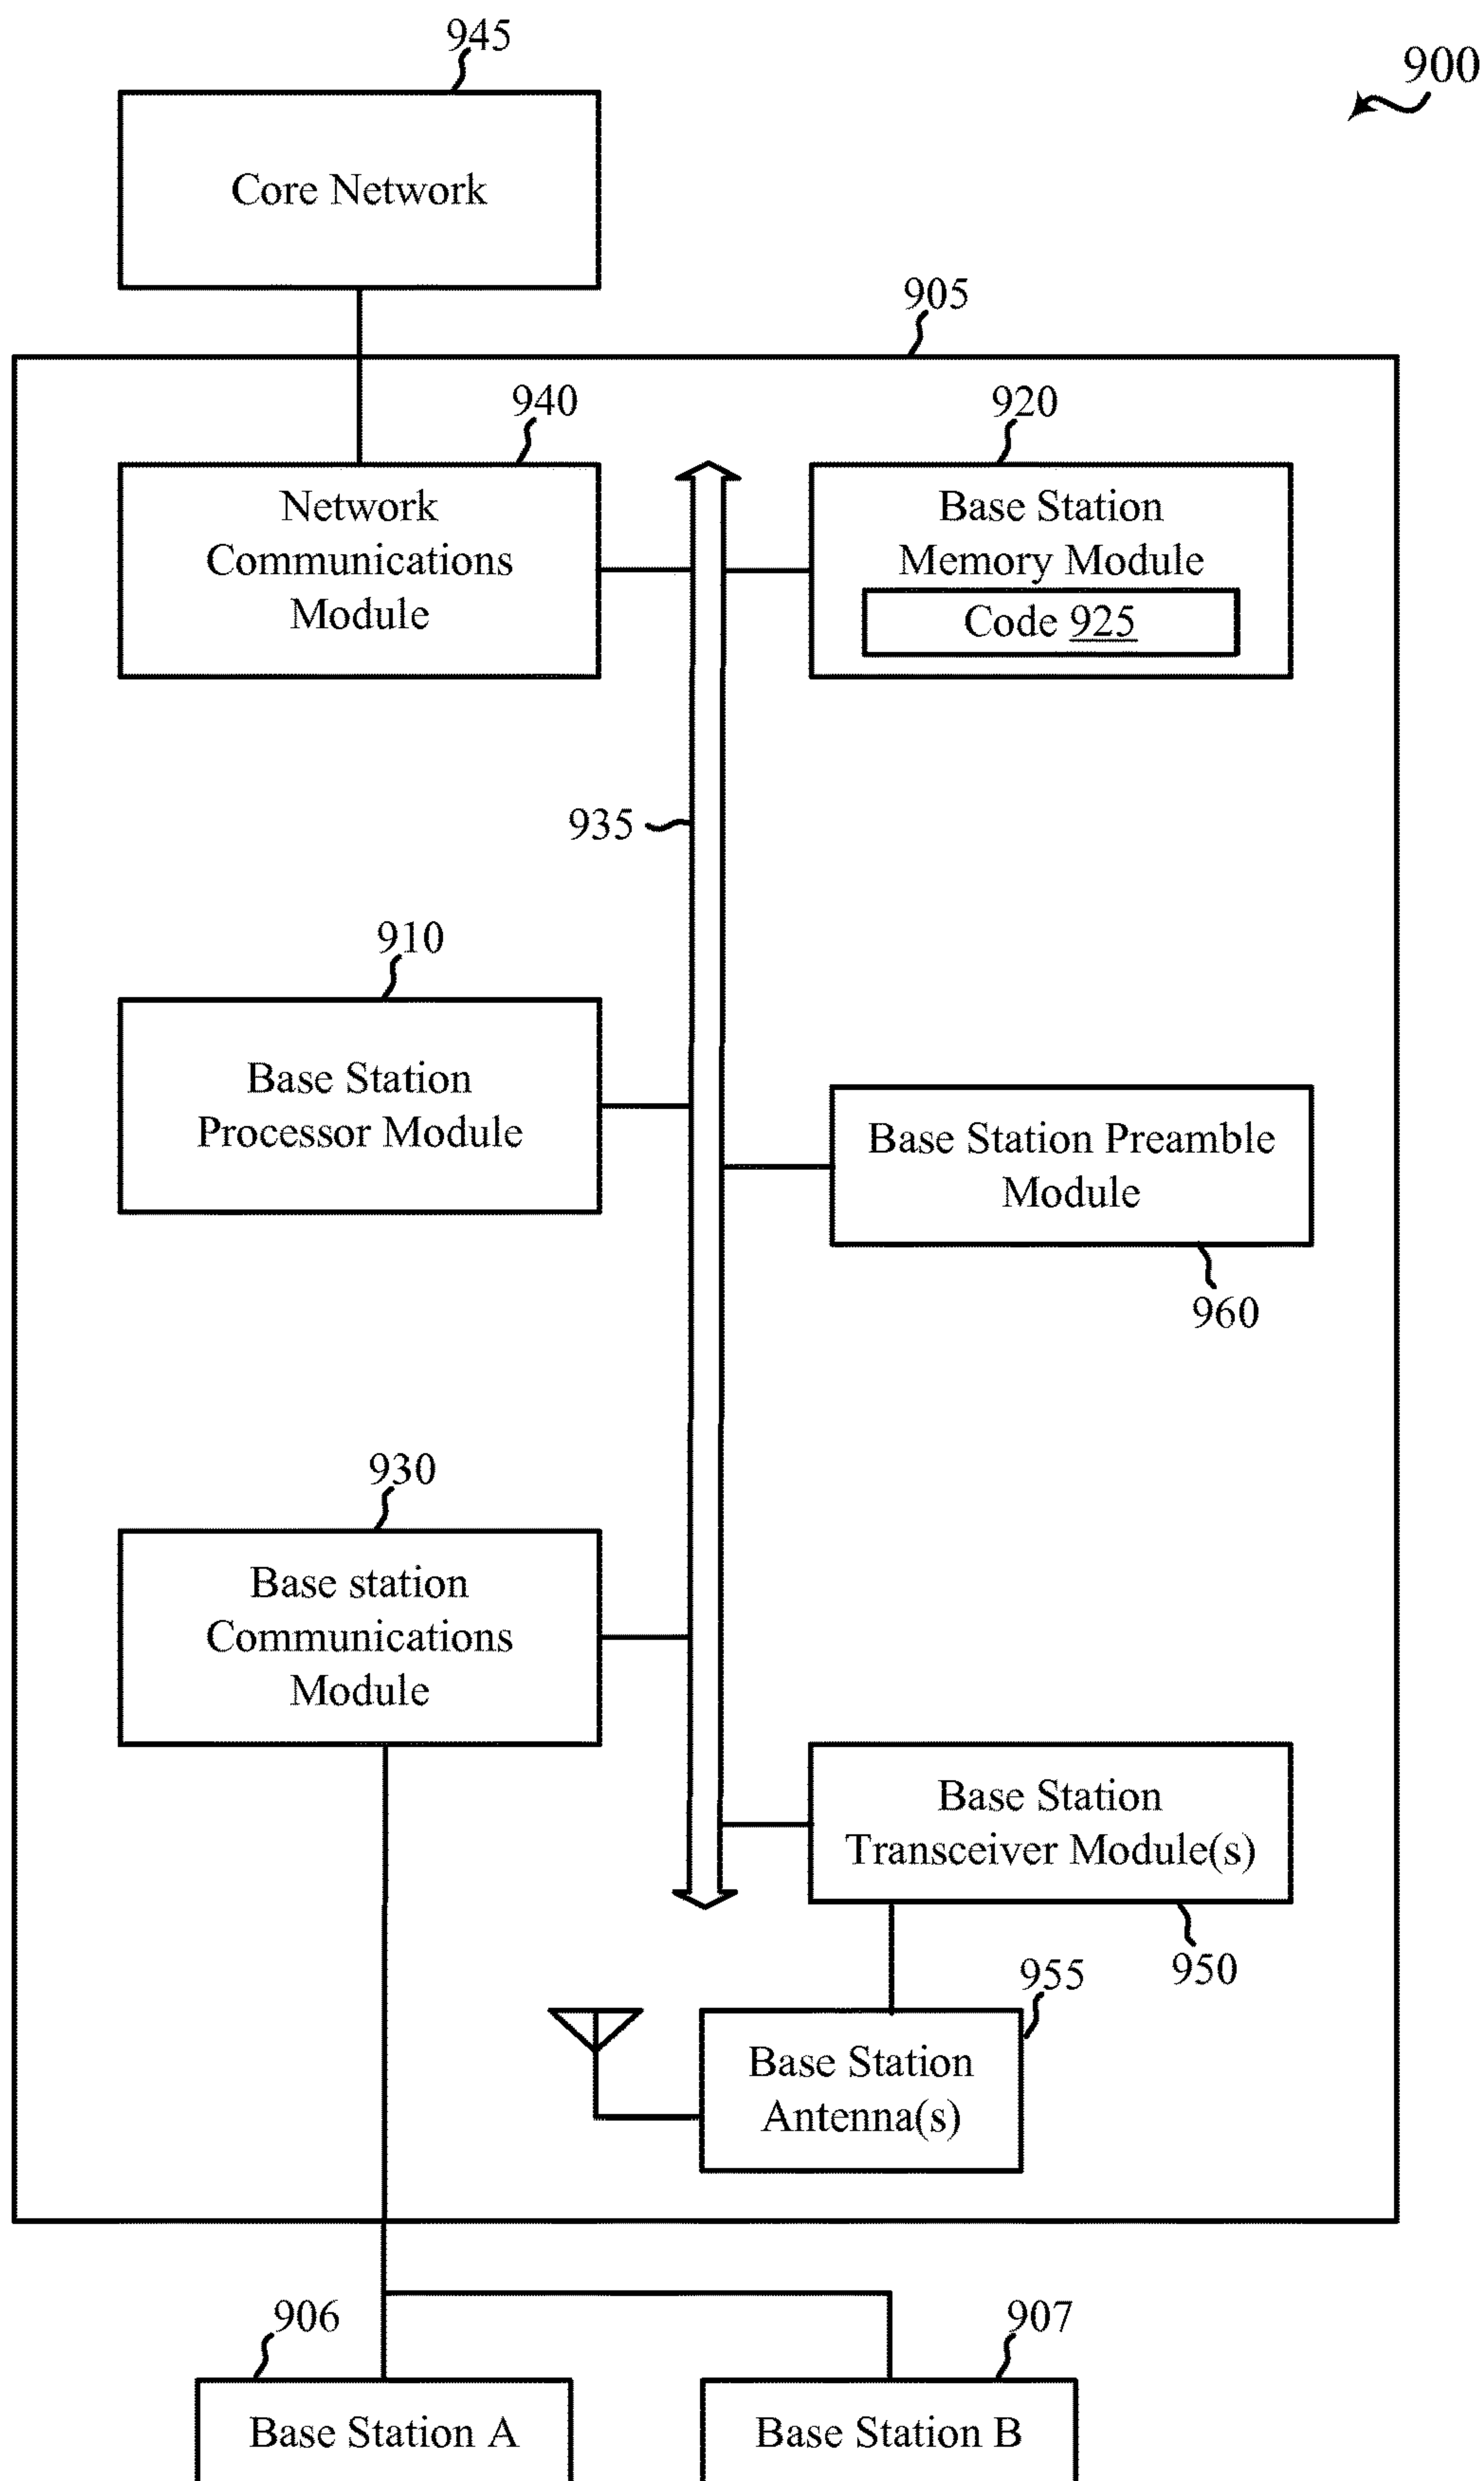 945
900
Core Network
905
940
920
Network
Communications
Module
Base Station
Memory Module
Code 925
935
910
Base Station
Processor Module
Base Station Preamble
Module
960
930
Base station
Communications
Module
Base Station
Transceiver Module(s)
950
955
Base Station
Antenna(s)
906
907
Base Station A
Base Station B